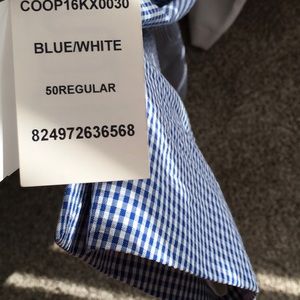 COOP16KX0030
BLUE/WHITE
50REGULAR
824972636568